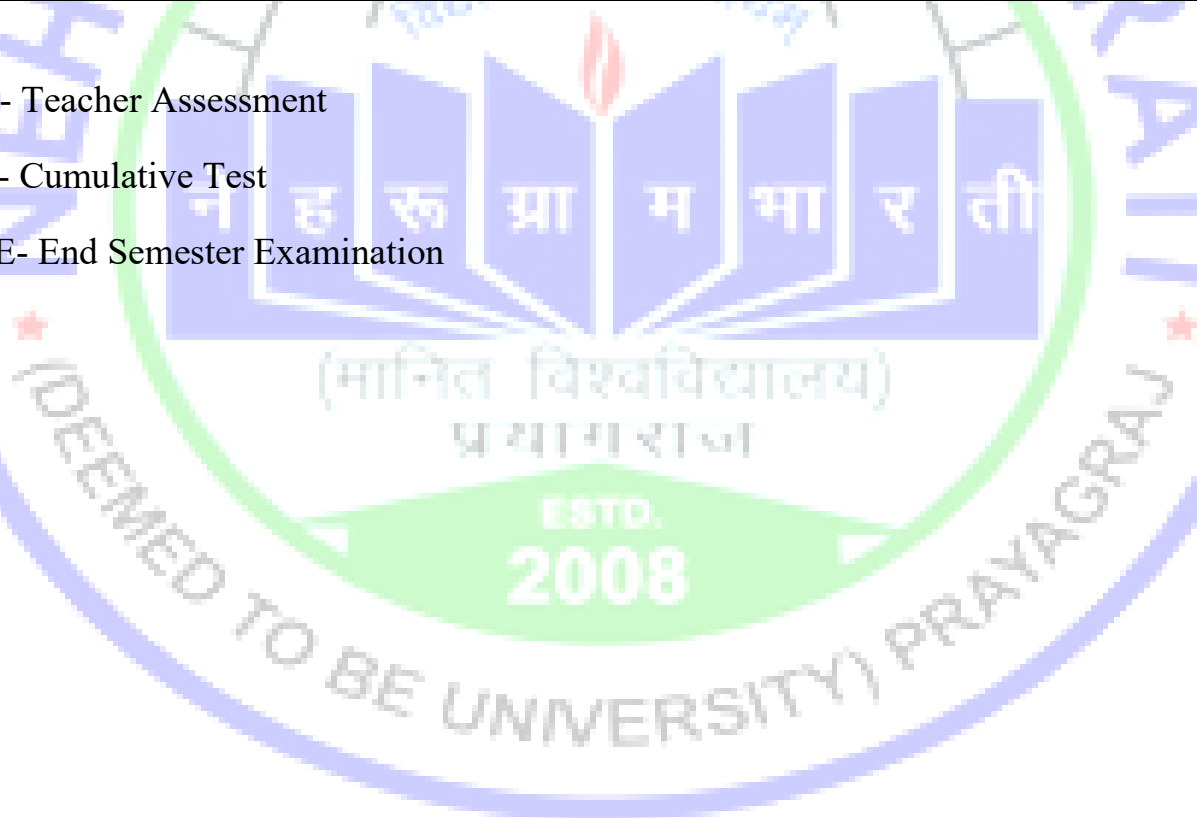 - Teacher Assessment
- Cumulative Test
E- End Semester Examination
न ह रू ग्रा म भा र ती
(मानित विश्वविद्यालय)
प्रयागराज
ESTD.
2008
(DEEMED TO BE UNIVERSITY) PRAYAGRAJ